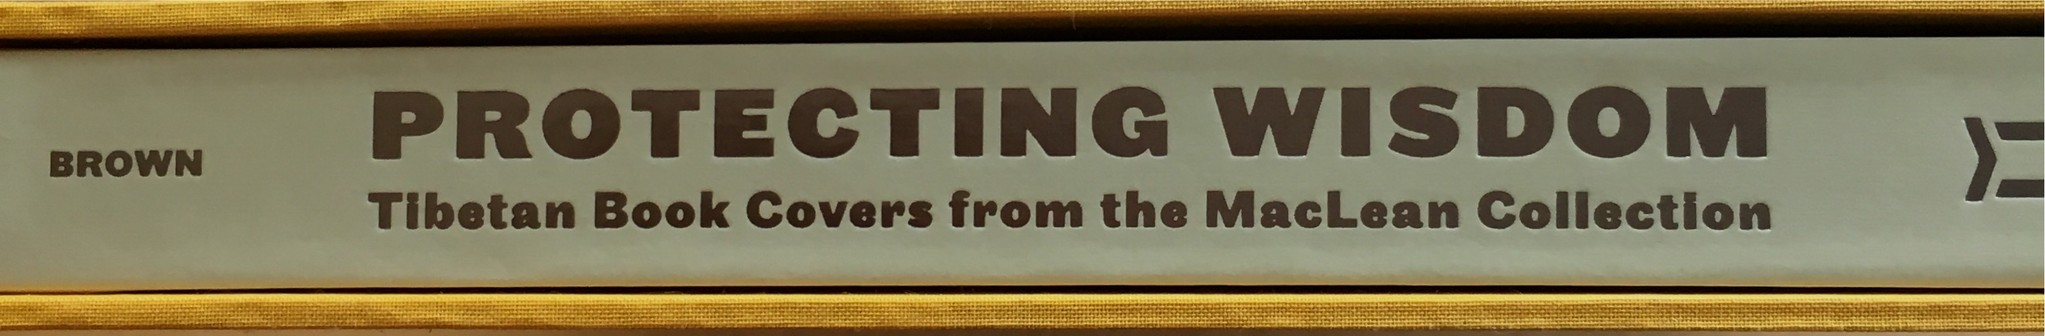 BROWN
PROTECTING WISDOM
Tibetan Book Covers from the MacLean Collection